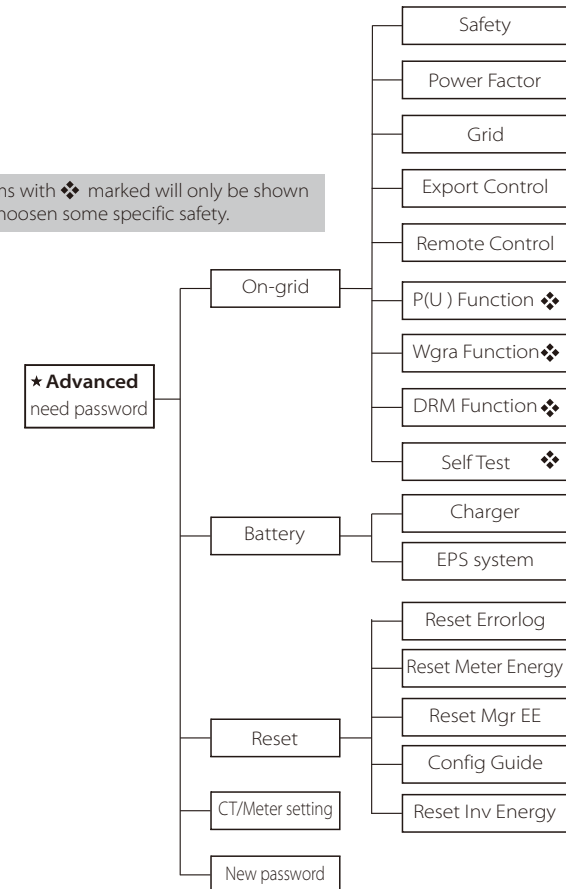 Safety
Power Factor
Grid
Export Control
ns with ❖ marked will only be shown
hoosen some specific safety.
Remote Control
On-grid
P(U ) Function ❖
Wgra Function❖
★ Advanced
need password
DRM Function❖
Self Test ❖
Battery
Charger
EPS system
Reset Errorlog
Reset Meter Energy
Reset
Reset Mgr EE
Config Guide
CT/Meter setting
Reset Inv Energy
New password